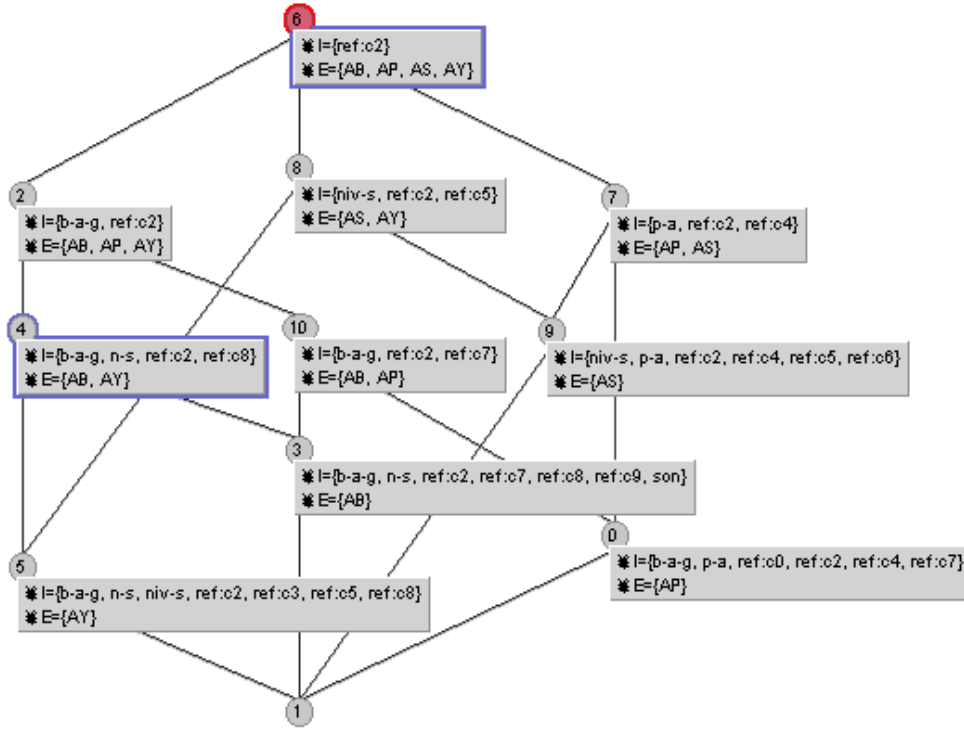 6
✷ I={ref:c2}
✷ E={AB, AP, AS, AY}
8
✷ I={niv-s, ref:c2, ref:c5}
✷ E={AS, AY}
2
✷ I={b-a-g, ref:c2}
✷ E={AB, AP, AY}
7
✷ I={p-a, ref:c2, ref:c4}
✷ E={AP, AS}
4
✷ I={b-a-g, n-s, ref:c2, ref:c8}
✷ E={AB, AY}
10
✷ I={b-a-g, ref:c2, ref:c7}
✷ E={AB, AP}
9
✷ I={niv-s, p-a, ref:c2, ref:c4, ref:c5, ref:c6}
✷ E={AS}
3
✷ I={b-a-g, n-s, ref:c2, ref:c7, ref:c8, ref:c9, son}
✷ E={AB}
0
✷ I={b-a-g, p-a, ref:c0, ref:c2, ref:c4, ref:c7}
✷ E={AP}
5
✷ I={b-a-g, n-s, niv-s, ref:c2, ref:c3, ref:c5, ref:c8}
✷ E={AY}
1